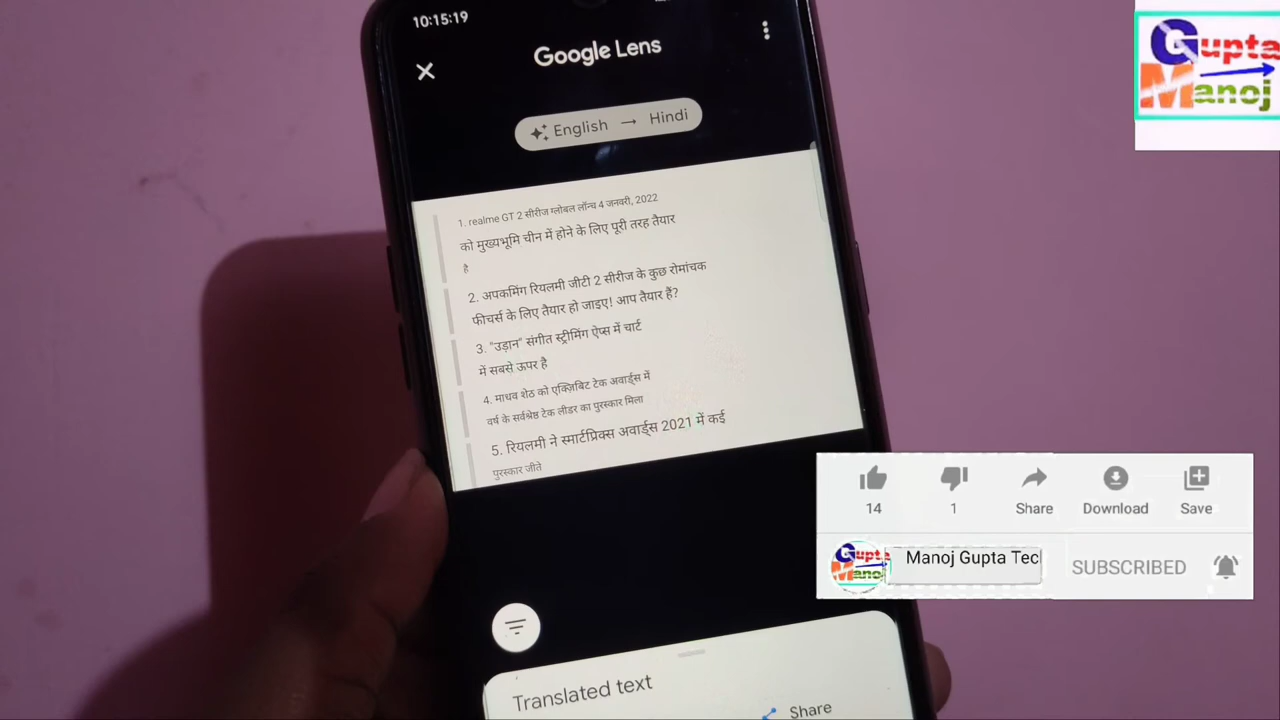 10:15:19
Google Lens
English → Hindi
1. realme GT 2 सीरीज ग्लोबल लॉन्च 4 जनवरी, 2022
को मुख्यभूमि चीन में होने के लिए पूरी तरह तैयार
है
2. अपकमिंग रियलमी जीटी 2 सीरीज के कुछ रोमांचक
फीचर्स के लिए तैयार हो जाइए! आप तैयार हैं?
3. "उड़ान" संगीत स्ट्रीमिंग ऐप्स में चार्ट
में सबसे ऊपर है
4. माधव शेठ को एक्ज़िबिट टेक अवार्ड्स में
वर्ष के सर्वश्रेष्ठ टेक लीडर का पुरस्कार मिला
5. रियलमी ने स्मार्टप्रिक्स अवार्ड्स 2021 में कई
पुरस्कार जीते
Translated text
Share
Gupta
Manoj
14
1
Share
Download
Save
Gupta
Manoj
Manoj Gupta Tec
SUBSCRIBED